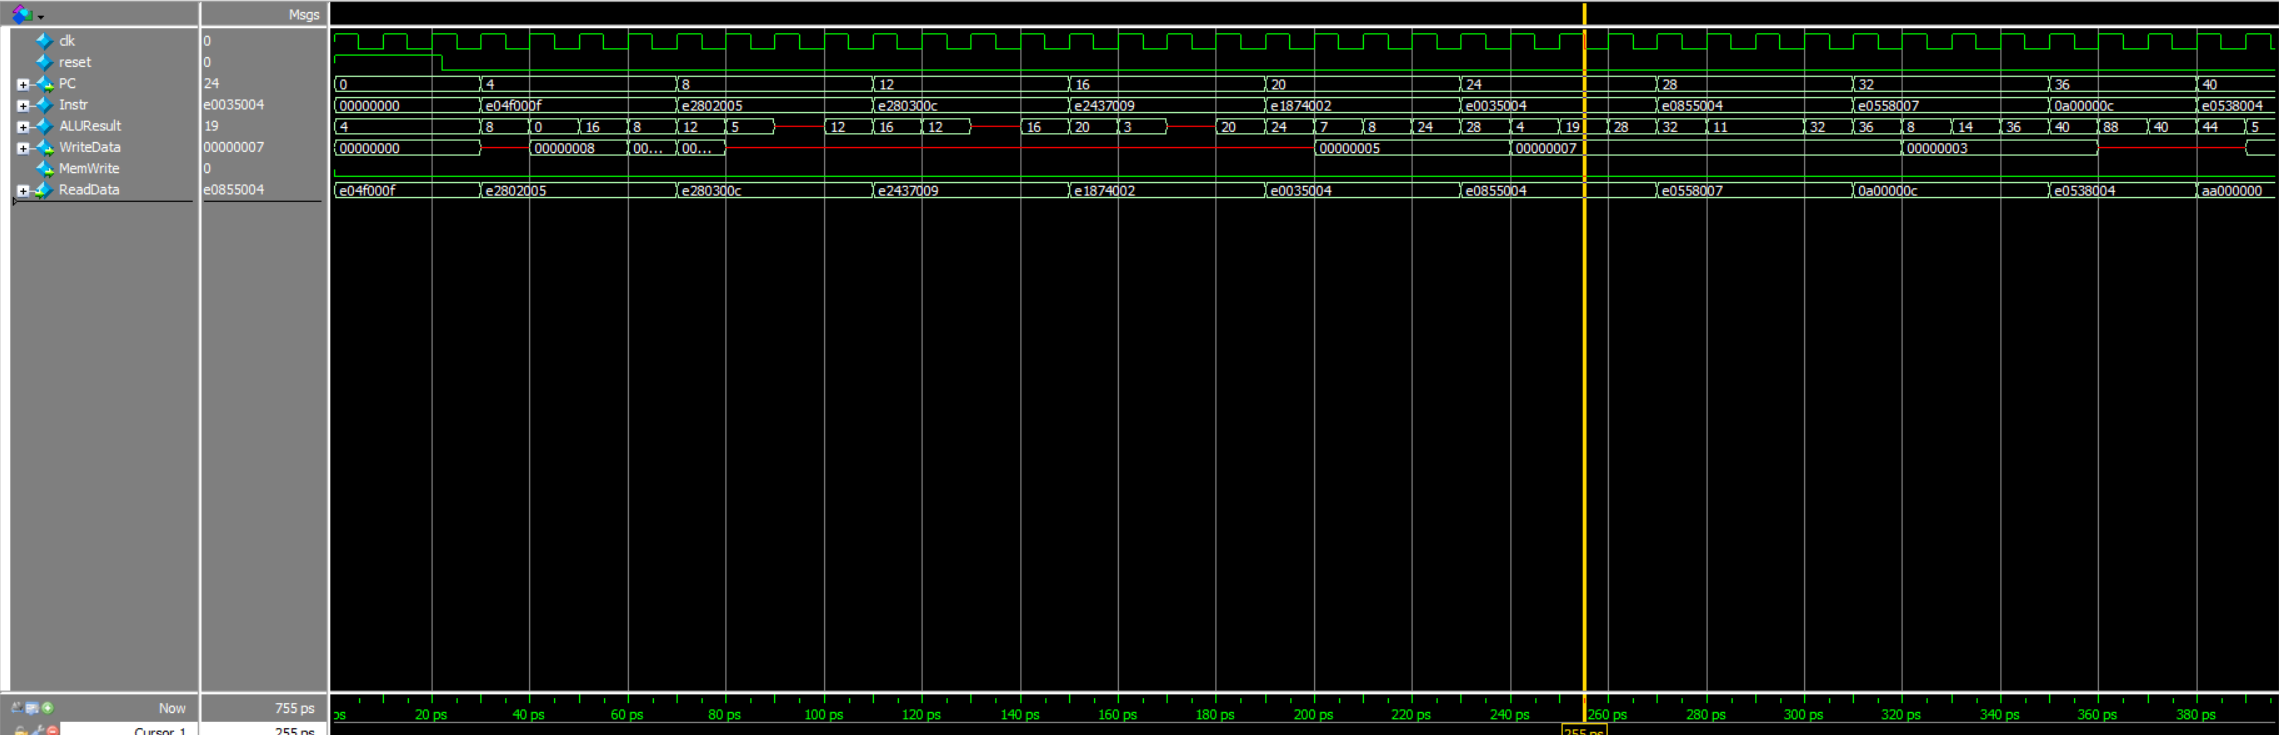 Msgs
clk 0
reset 0
PC 24 0 4 8 12 16 20 24 28 32 36 40
Instr e0035004 00000000 e04f000f e2802005 e280300c e2437009 e1874002 e0035004 e0855004 e0558007 0a00000c e0538004
ALUResult 19 4 8 0 16 8 12 5 12 16 12 16 20 3 20 24 7 8 24 28 4 19 28 32 11 32 36 8 14 36 40 88 40 44 5
WriteData 00000007 00000000 00000008 00... 00... 00000005 00000007 00000003
MemWrite 0
ReadData e0855004 e04f000f e2802005 e280300c e2437009 e1874002 e0035004 e0855004 e0558007 0a00000c e0538004 aa000000
Now 755 ps ps 20 ps 40 ps 60 ps 80 ps 100 ps 120 ps 140 ps 160 ps 180 ps 200 ps 220 ps 240 ps 260 ps 280 ps 300 ps 320 ps 340 ps 360 ps 380 ps
Cursor 1 255 ps 255 ps